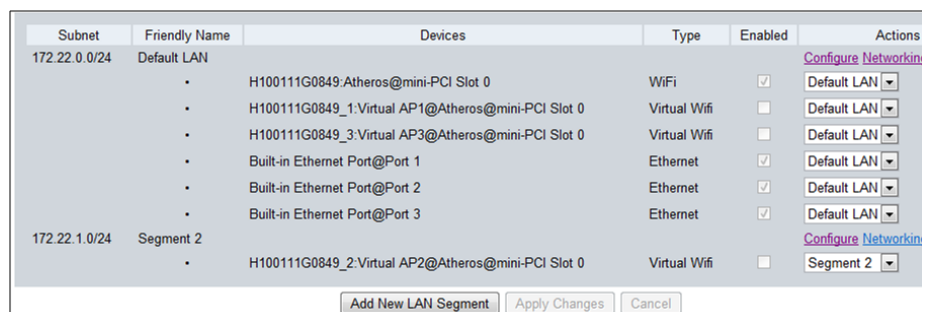 Subnet Friendly Name Devices Type Enabled Actions
172.22.0.0/24 Default LAN Configure Networking
• H100111G0849:Atheros@mini-PCI Slot 0 WiFi Default LAN
• H100111G0849_1:Virtual AP1@Atheros@mini-PCI Slot 0 Virtual Wifi Default LAN
• H100111G0849_3:Virtual AP3@Atheros@mini-PCI Slot 0 Virtual Wifi Default LAN
• Built-in Ethernet Port@Port 1 Ethernet Default LAN
• Built-in Ethernet Port@Port 2 Ethernet Default LAN
• Built-in Ethernet Port@Port 3 Ethernet Default LAN
172.22.1.0/24 Segment 2 Configure Networking
• H100111G0849_2:Virtual AP2@Atheros@mini-PCI Slot 0 Virtual Wifi Segment 2
Add New LAN Segment Apply Changes Cancel